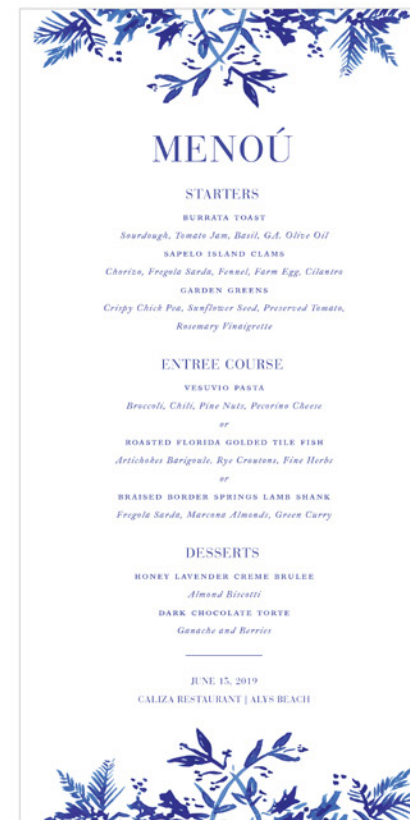 MENOÚ
STARTERS
BURRATA TOAST
Sourdough, Tomato Jam, Basil, GA. Olive Oil
SAPELO ISLAND CLAMS
Chorizo, Fregola Sarda, Fennel, Farm Egg, Cilantro
GARDEN GREENS
Crispy Chick Pea, Sunflower Seed, Preserved Tomato,
Rosemary Vinaigrette
ENTREE COURSE
VESUVIO PASTA
Broccoli, Chili, Pine Nuts, Pecorino Cheese
or
ROASTED FLORIDA GOLDED TILE FISH
Artichokes Barigoule, Rye Croutons, Fine Herbs
or
BRAISED BORDER SPRINGS LAMB SHANK
Fregola Sarda, Marcona Almonds, Green Curry
DESSERTS
HONEY LAVENDER CREME BRULEE
Almond Biscotti
DARK CHOCOLATE TORTE
Ganache and Berries
JUNE 15, 2019
CALIZA RESTAURANT | ALYS BEACH